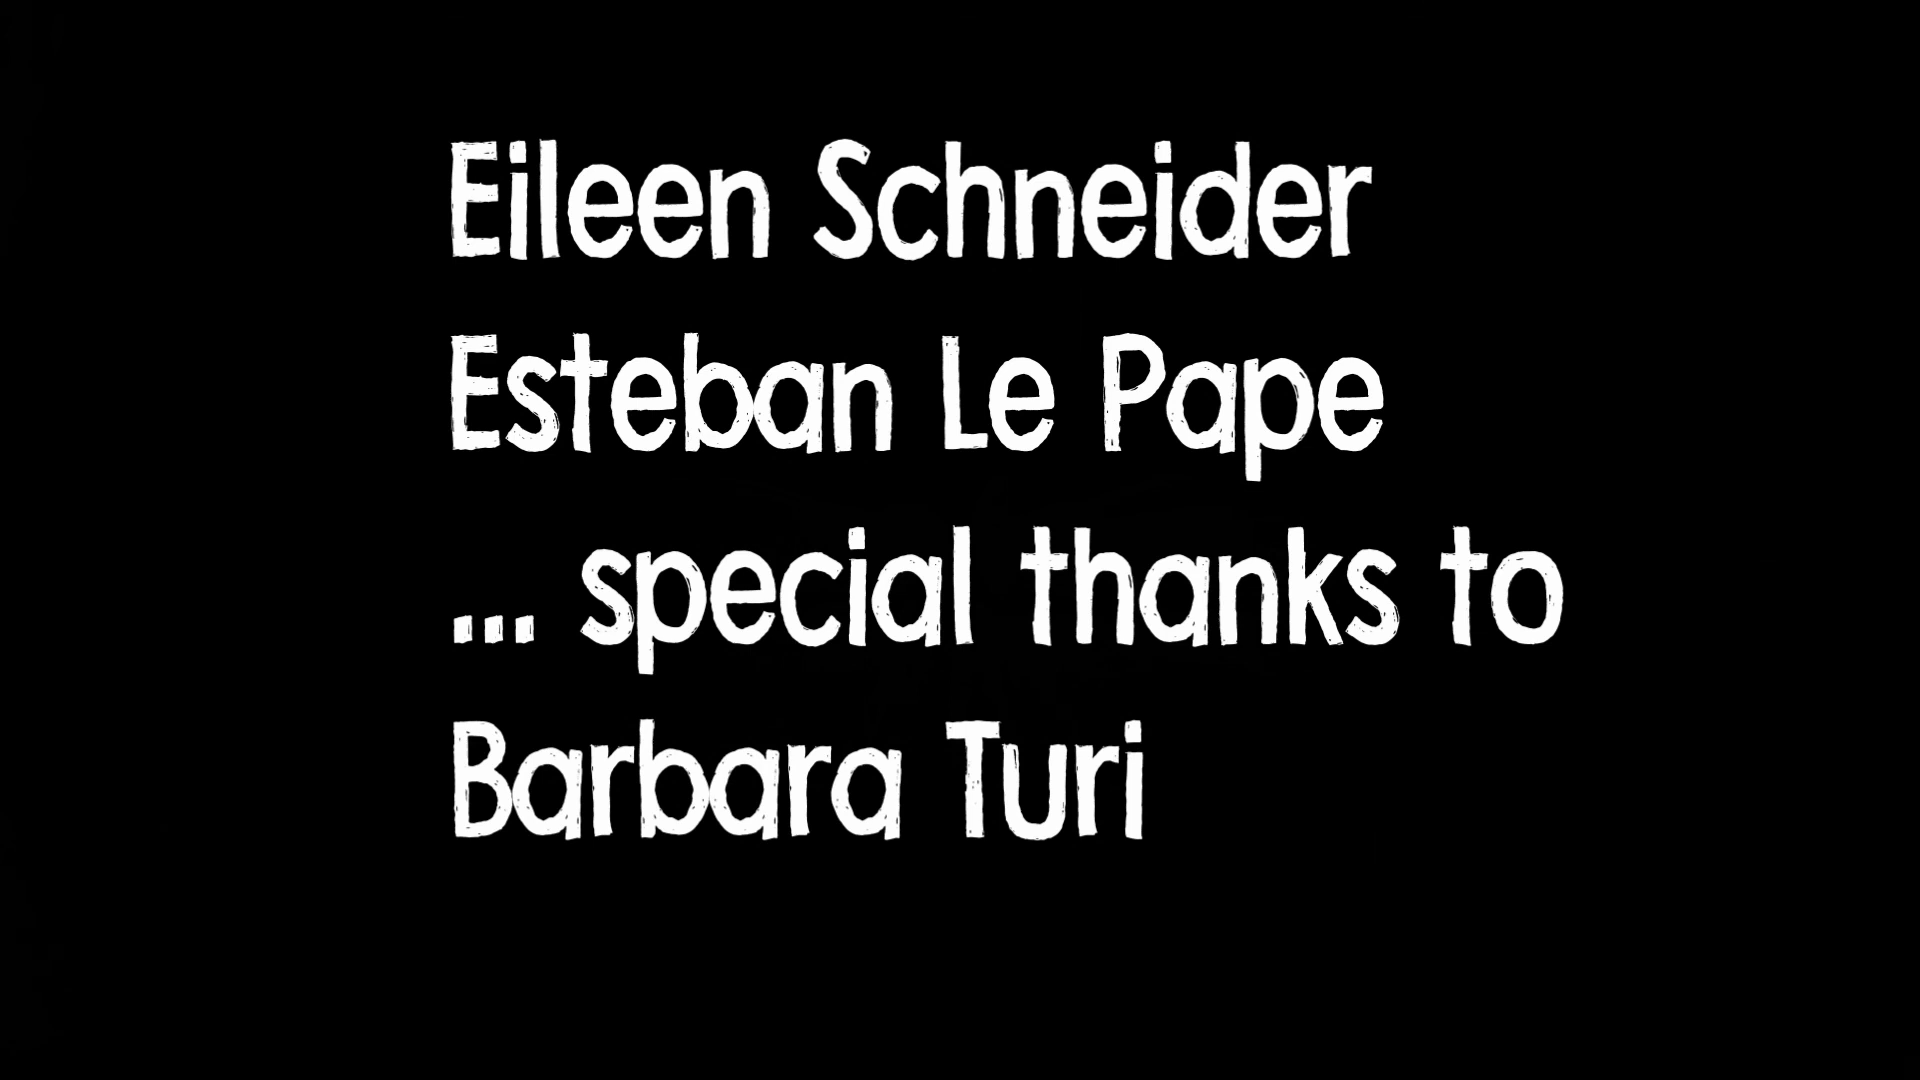 Eileen Schneider
Esteban Le Pape
... special thanks to
Barbara Turi